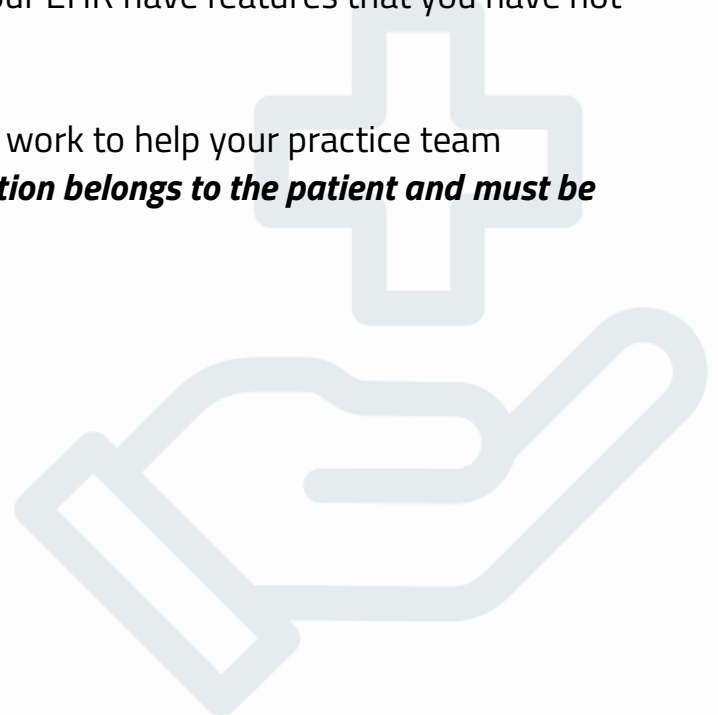 our EMR have features that you have not
work to help your practice team
tion belongs to the patient and must be